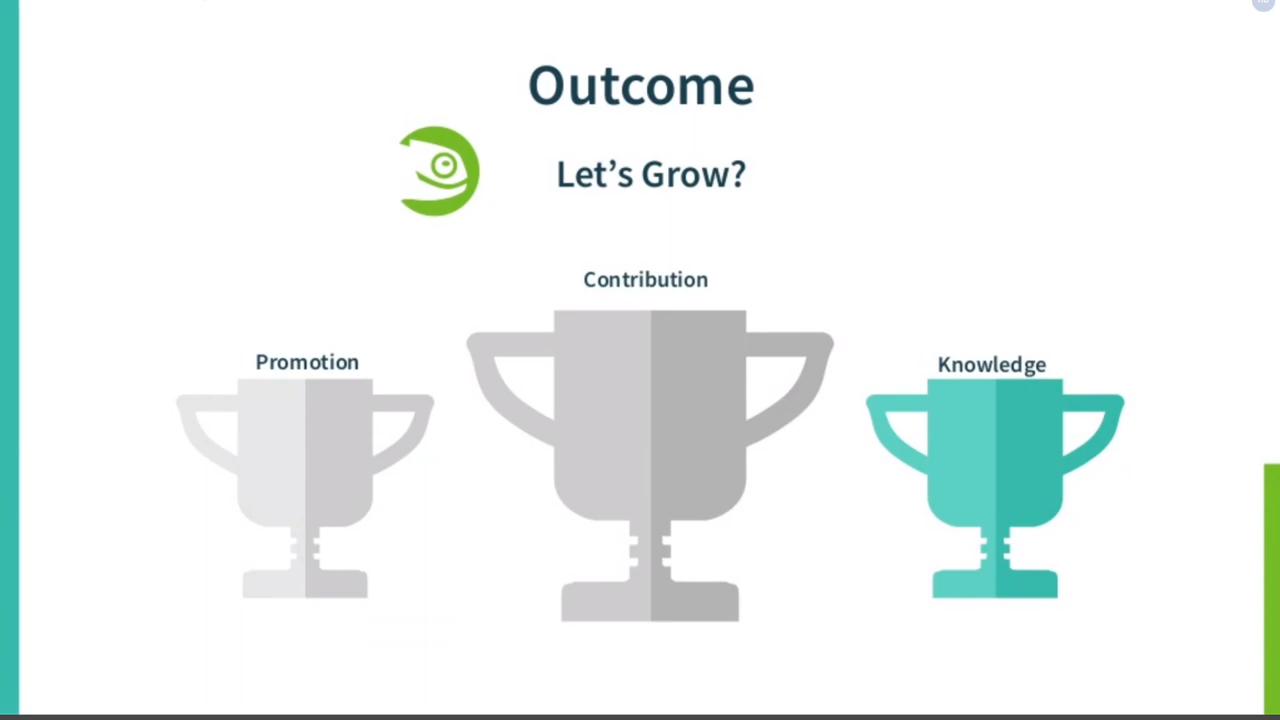 Outcome
Let’s Grow?
Contribution
Promotion
Knowledge